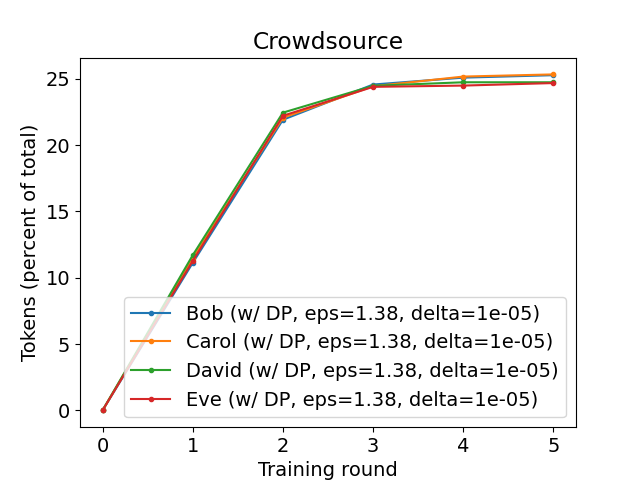 Crowdsource
Tokens (percent of total)
25
20
15
10
5
0
Bob (w/ DP, eps=1.38, delta=1e-05)
Carol (w/ DP, eps=1.38, delta=1e-05)
David (w/ DP, eps=1.38, delta=1e-05)
Eve (w/ DP, eps=1.38, delta=1e-05)
0 1 2 3 4 5
Training round